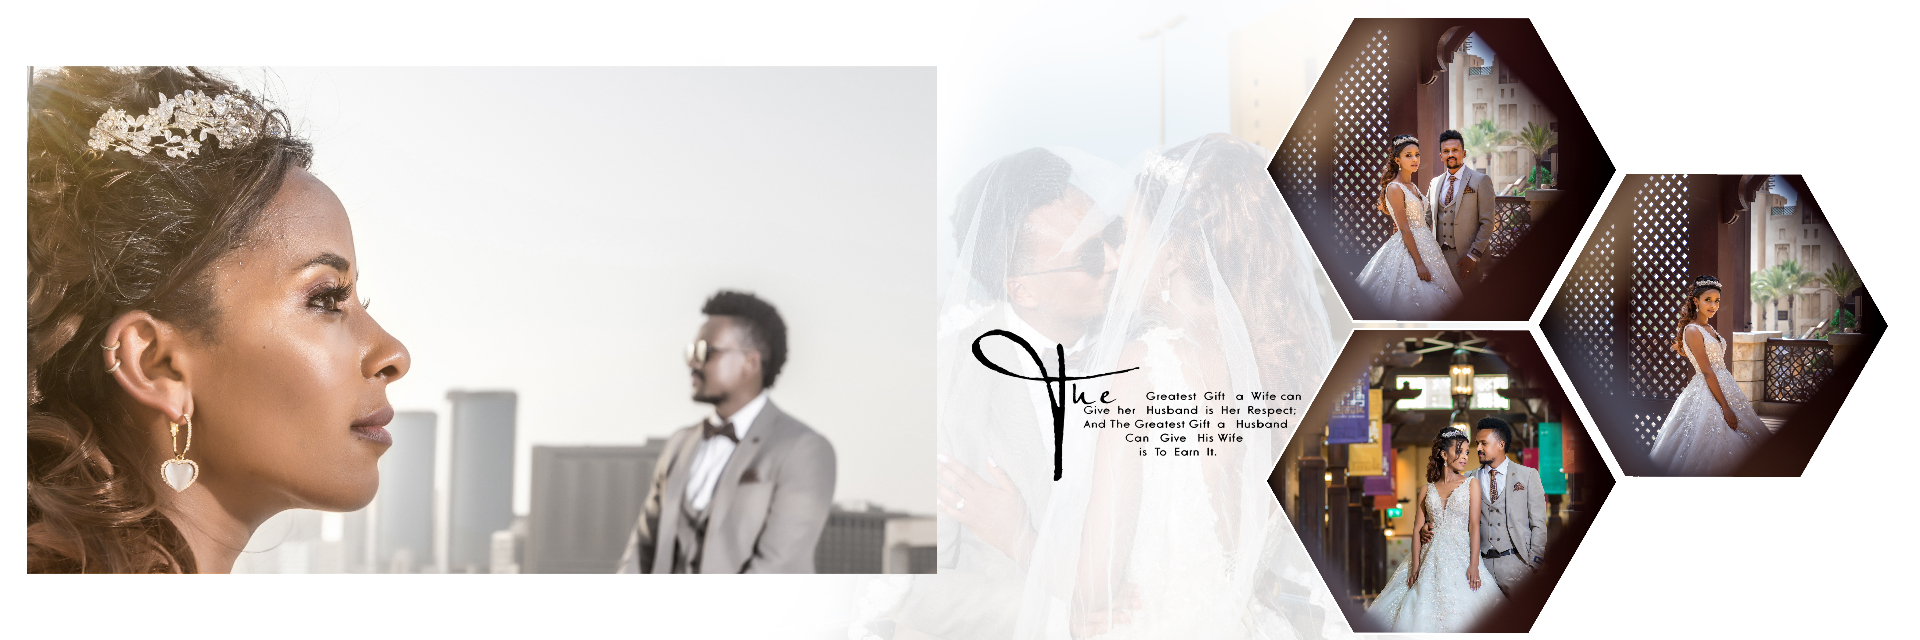 The Greatest Gift a Wife can
Give her Husband is Her Respect;
And The Greatest Gift a Husband
Can Give His Wife
is To Earn It.